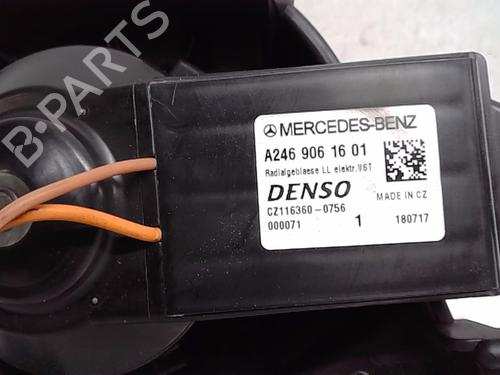 MERCEDES-BENZ
A246 906 16 01
Radialgeblaese LL elektr.VST
DENSO
MADE IN CZ
CZ116360-0756
000071 1 180717
B-PARTS